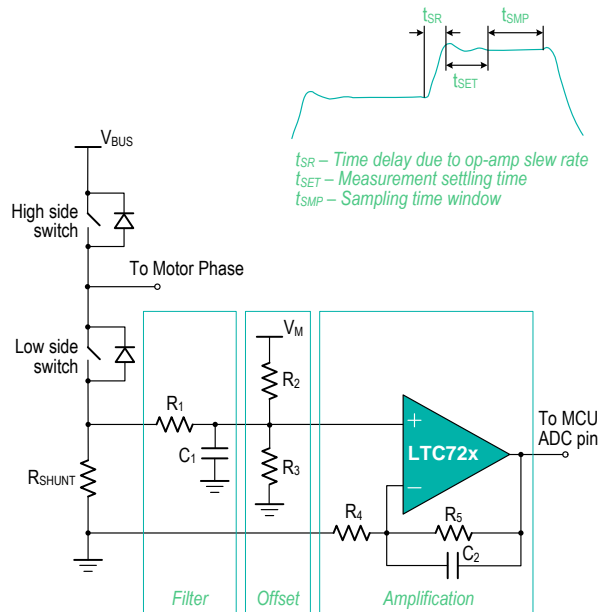 tSR
tSMP
tSET
tSR – Time delay due to op-amp slew rate
tSET – Measurement settling time
tSMP – Sampling time window
VBUS
High side
switch
To Motor Phase
Low side
switch
VM
R1
R2
C1
R3
RSHUNT
+
LTC72x
−
To MCU
ADC pin
R4
R5
C2
Filter
Offset
Amplification